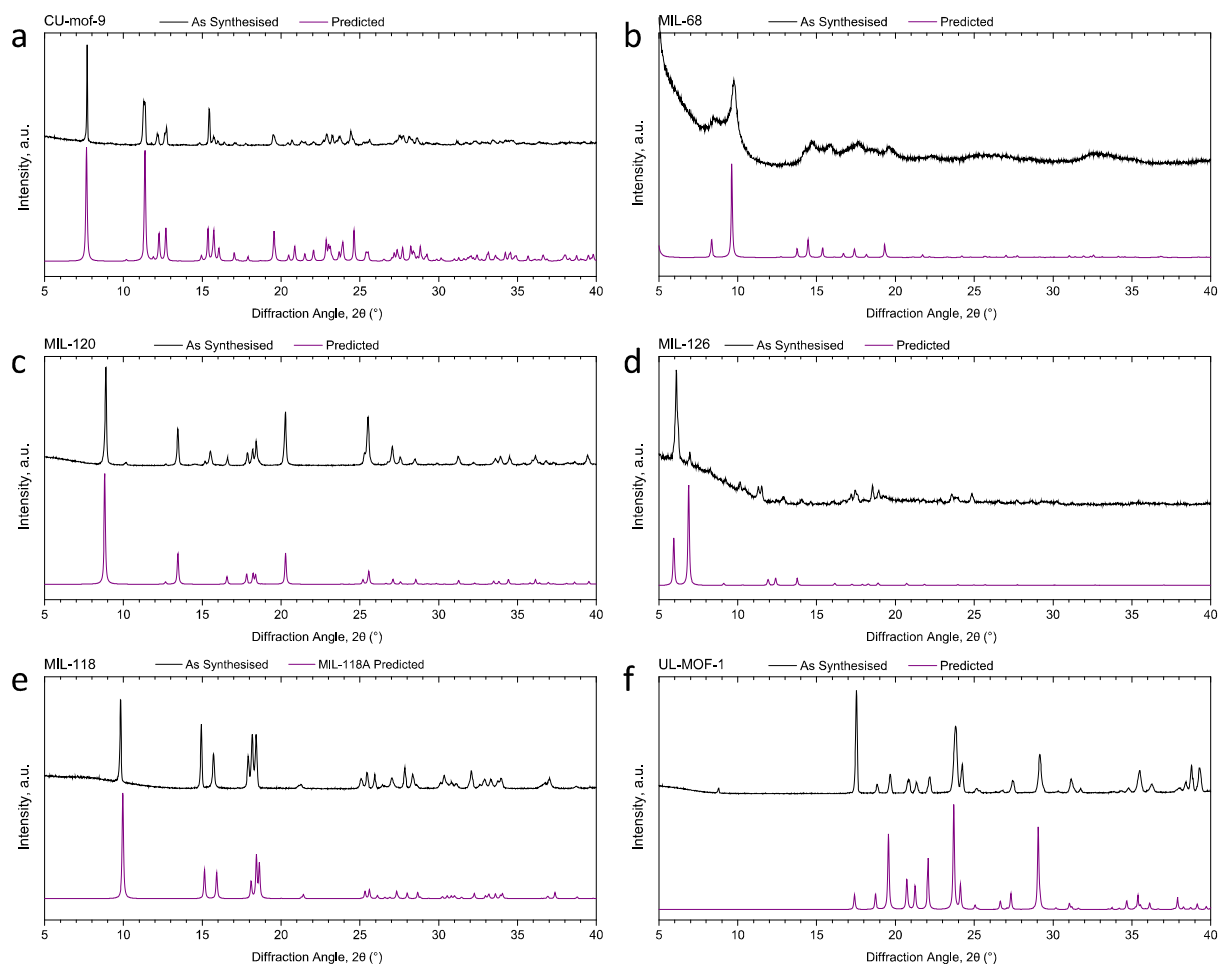 CU-mof-9 As Synthesised Predicted
a
Intensity, a.u.
5 10 15 20 25 30 35 40
Diffraction Angle, 2θ (°)
MIL-68 As Synthesised Predicted
b
Intensity, a.u.
5 10 15 20 25 30 35 40
Diffraction Angle, 2θ (°)
MIL-120 As Synthesised Predicted
c
Intensity, a.u.
5 10 15 20 25 30 35 40
Diffraction Angle, 2θ (°)
MIL-126 As Synthesised Predicted
d
Intensity, a.u.
5 10 15 20 25 30 35 40
Diffraction Angle, 2θ (°)
MIL-118 As Synthesised MIL-118A Predicted
e
Intensity, a.u.
5 10 15 20 25 30 35 40
Diffraction Angle, 2θ (°)
UL-MOF-1 As Synthesised Predicted
f
Intensity, a.u.
5 10 15 20 25 30 35 40
Diffraction Angle, 2θ (°)